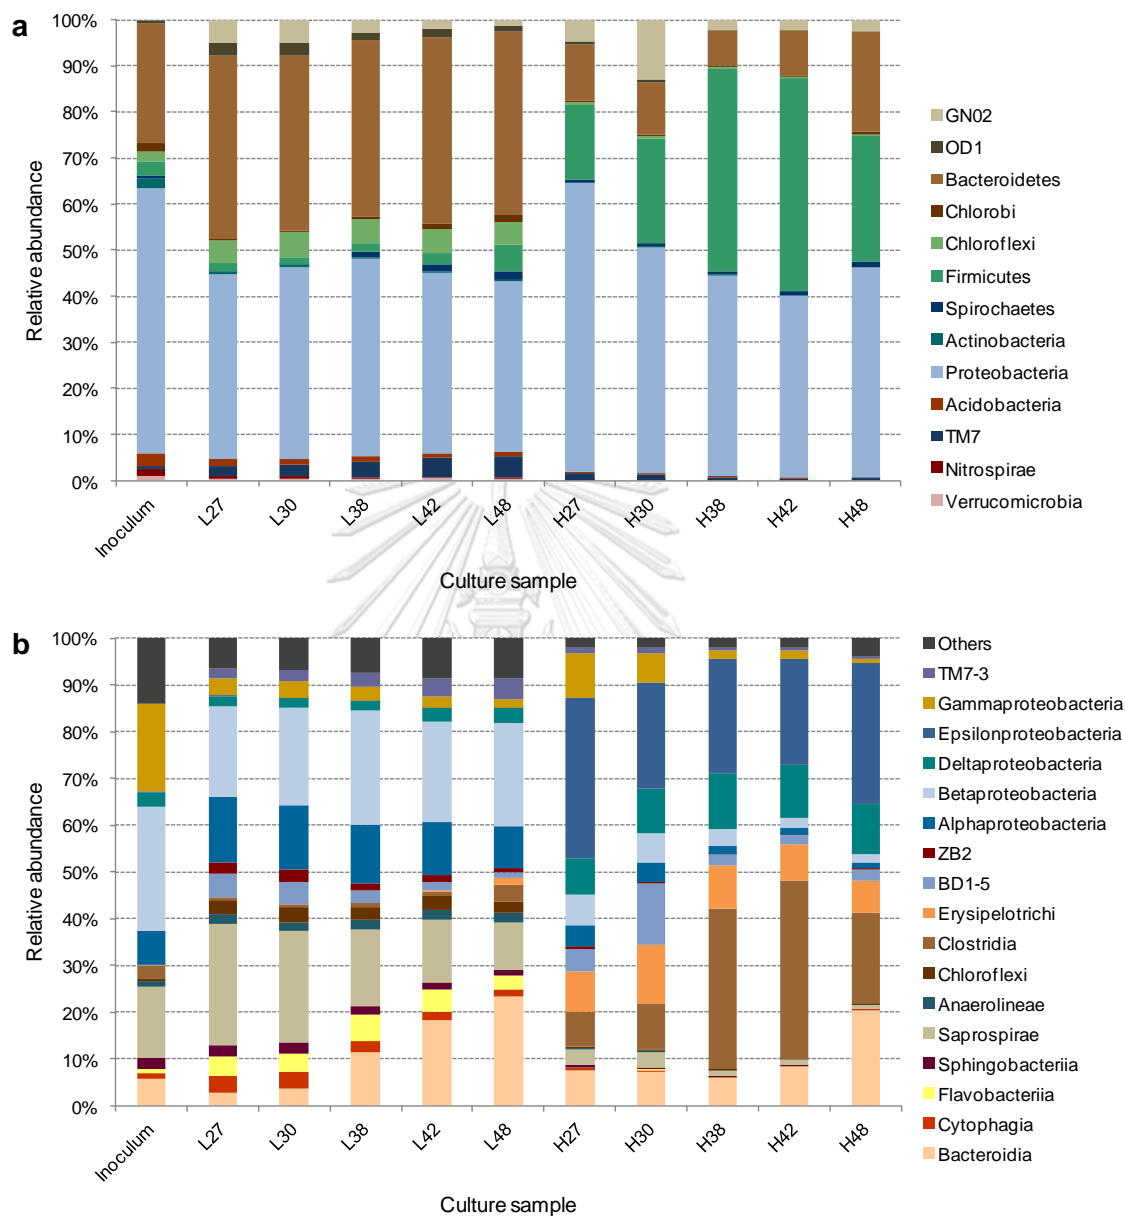 a
100%
90%
80%
70%
60%
50%
40%
30%
20%
10%
0%
Relative abundance
Inoculum
L27
L30
L38
L42
L48
H27
H30
H38
H42
H48
Culture sample
GN02
OD1
Bacteroidetes
Chlorobi
Chloroflexi
Firmicutes
Spirochaetes
Actinobacteria
Proteobacteria
Acidobacteria
TM7
Nitrospirae
Verrucomicrobia
b
100%
90%
80%
70%
60%
50%
40%
30%
20%
10%
0%
Relative abundance
Inoculum
L27
L30
L38
L42
L48
H27
H30
H38
H42
H48
Culture sample
Others
TM7-3
Gammaproteobacteria
Epsilonproteobacteria
Deltaproteobacteria
Betaproteobacteria
Alphaproteobacteria
ZB2
BD1-5
Erysipelotrichi
Clostridia
Chloroflexi
Anaerolineae
Saprospirae
Sphingobacteriia
Flavobacteriia
Cytophagia
Bacteroidia